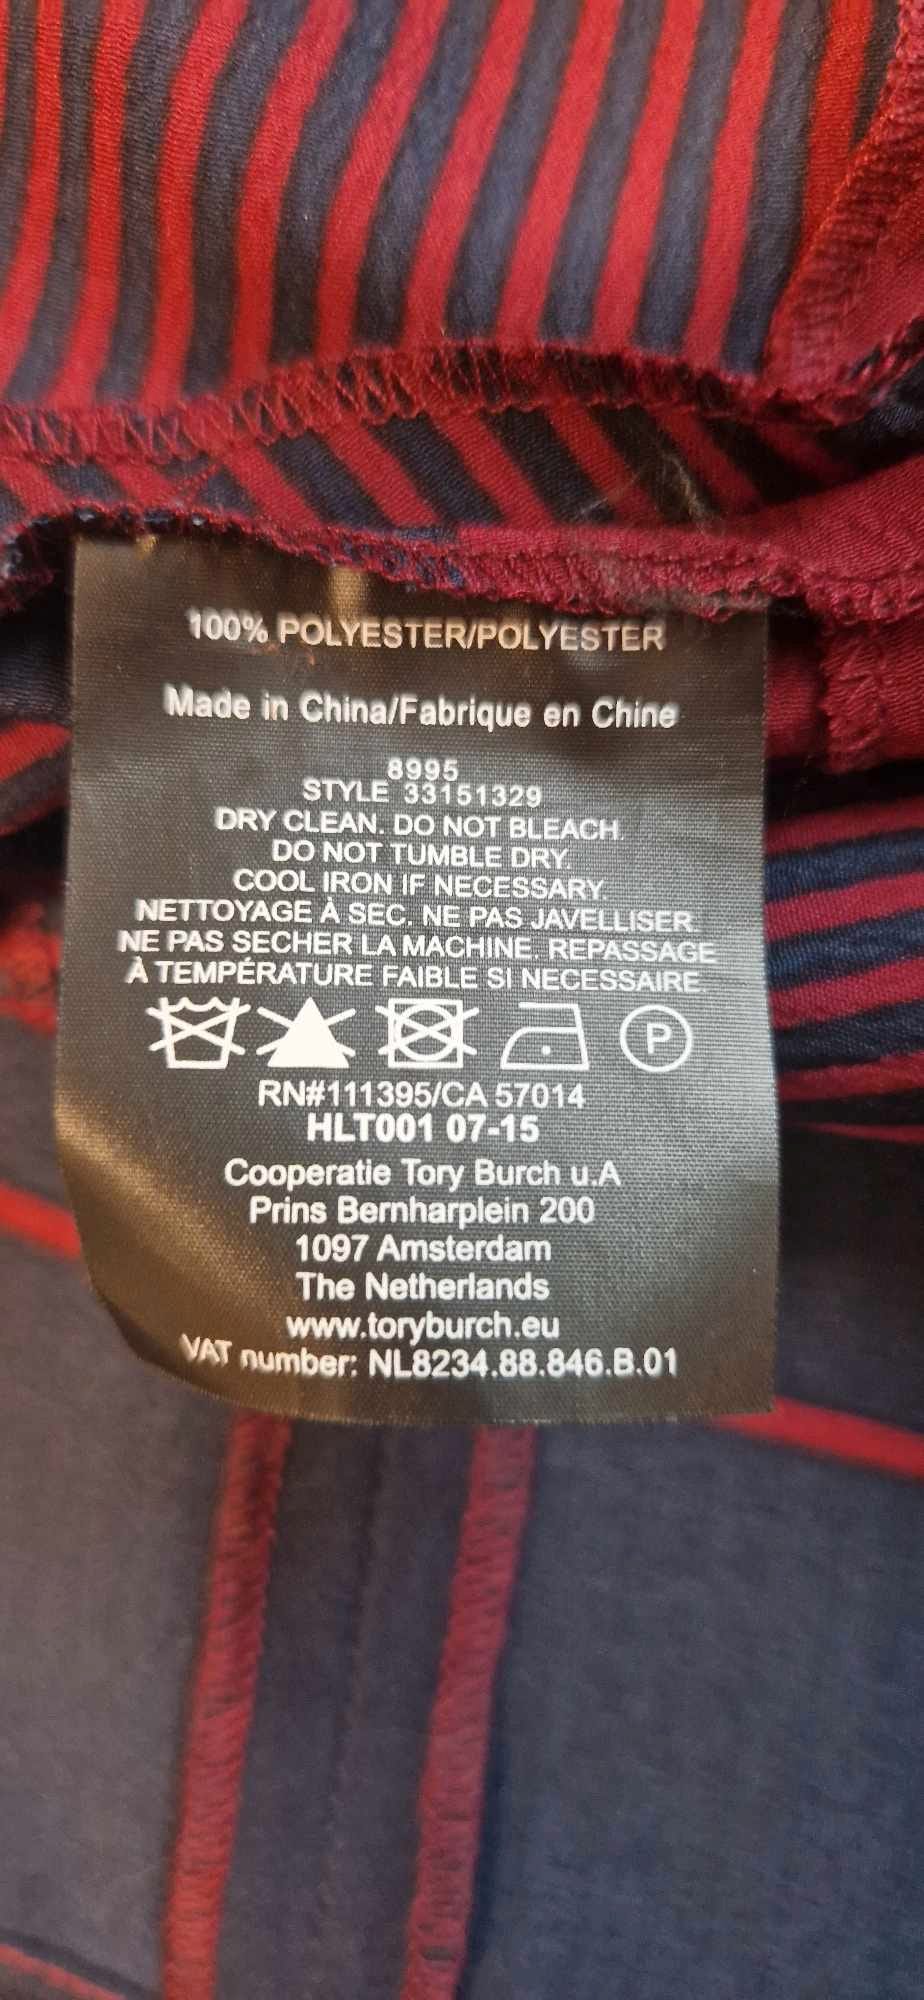 100% POLYESTER/POLYESTER
Made in China/Fabrique en Chine
8995
STYLE 33151329
DRY CLEAN. DO NOT BLEACH.
DO NOT TUMBLE DRY.
COOL IRON IF NECESSARY.
NETTOYAGE À SEC. NE PAS JAVELLISER.
NE PAS SECHER LA MACHINE. REPASSAGE
À TEMPÉRATURE FAIBLE SI NECESSAIRE.
P
RN#111395/CA 57014
HLT001 07-15
Cooperatie Tory Burch u.A
Prins Bernharplein 200
1097 Amsterdam
The Netherlands
www.toryburch.eu
VAT number: NL8234.88.846.B.01